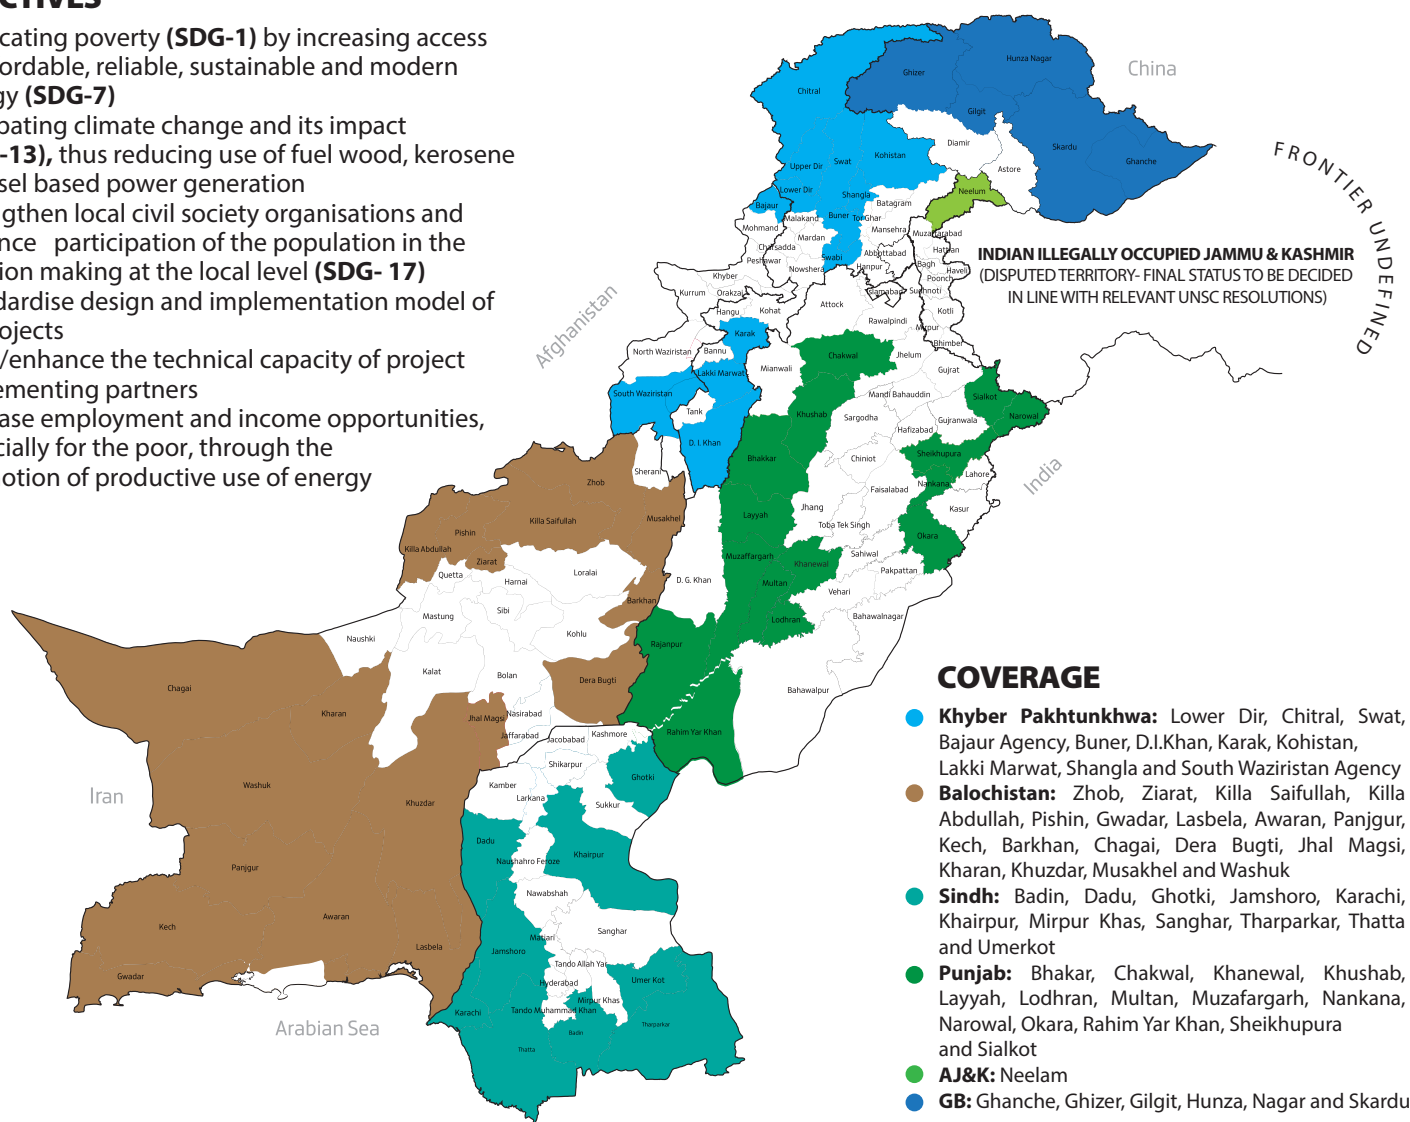 CTIVES
cating poverty (SDG-1) by increasing access
ordable, reliable, sustainable and modern
gy (SDG-7)
bating climate change and its impact
-13), thus reducing use of fuel wood, kerosene
sel based power generation
ngthen local civil society organisations and
nce participation of the population in the
ion making at the local level (SDG- 17)
dardise design and implementation model of
rojects
/enhance the technical capacity of project
ementing partners
ase employment and income opportunities,
cially for the poor, through the
otion of productive use of energy
China
Hunza Nagar
Ghizer
Chitral
Gilgit
Skardu
Ghanche
Diamir
Astore
Kohistan
Upper Dir
Swat
Lower Dir
Shangla
Neelum
Bajaur
Batagram
Malakand
Buner
Tor Ghar
Mohmand
Mardan
Mansehra
Muzaffarabad
Charsadda
Hattian
Peshawar
Swabi
Abbottabad
Nowshera
Haripur
Bagh
Haveli
Poonch
Khyber
Kurrum
Orakzai
Islamabad
Sudhnoti
Attock
Hangu
Kohat
Kotli
Rawalpindi
Mirpur
Karak
Bhimber
FRONTIER UNDEFINED
INDIAN ILLEGALLY OCCUPIED JAMMU & KASHMIR
(DISPUTED TERRITORY- FINAL STATUS TO BE DECIDED
IN LINE WITH RELEVANT UNSC RESOLUTIONS)
Afghanistan
North Waziristan
Bannu
Chakwal
Jhelum
Mianwali
Gujrat
Lakki Marwat
South Waziristan
Mandi Bahauddin
Sialkot
Tank
Khushab
Sargodha
Narowal
Gujranwala
Hafizabad
D. I. Khan
Bhakkar
Chiniot
Sheikhupura
Sherani
Lahore
India
Zhob
Nankana
Faisalabad
Kasur
Jhang
Layyah
Musakhel
Killa Saifullah
Toba Tek Singh
Pishin
Okara
Killa Abdullah
Muzaffargarh
Sahiwal
Ziarat
Khanewal
Pakpattan
Quetta
Loralai
Harnai
D. G. Khan
Multan
Vehari
Barkhan
Sibi
Mastung
Lodhran
Bahawalnagar
Kohlu
Naushki
Rajanpur
Kalat
Bolan
Dera Bugti
Chagai
Bahawalpur
Kharan
Nasirabad
Jhal Magsi
Rahim Yar Khan
Jaffarabad
Jacobabad
Kashmore
Shikarpur
Ghotki
Washuk
Kamber
Iran
Larkana
Khuzdar
Sukkur
Dadu
Khairpur
Naushahro Feroze
Panjgur
Nawabshah
Awaran
Kech
Sanghar
Matiari
Lasbela
Jamshoro
Tando Allah Yar
Gwadar
Hyderabad
Umer Kot
Mirpur Khas
Karachi
Tando Muhammad Khan
Arabian Sea
Badin
Tharparkar
Thatta
COVERAGE
Khyber Pakhtunkhwa: Lower Dir, Chitral, Swat,
Bajaur Agency, Buner, D.I.Khan, Karak, Kohistan,
Lakki Marwat, Shangla and South Waziristan Agency
Balochistan: Zhob, Ziarat, Killa Saifullah, Killa
Abdullah, Pishin, Gwadar, Lasbela, Awaran, Panjgur,
Kech, Barkhan, Chagai, Dera Bugti, Jhal Magsi,
Kharan, Khuzdar, Musakhel and Washuk
Sindh: Badin, Dadu, Ghotki, Jamshoro, Karachi,
Khairpur, Mirpur Khas, Sanghar, Tharparkar, Thatta
and Umerkot
Punjab: Bhakar, Chakwal, Khanewal, Khushab,
Layyah, Lodhran, Multan, Muzafargarh, Nankana,
Narowal, Okara, Rahim Yar Khan, Sheikhupura
and Sialkot
AJ&K: Neelam
GB: Ghanche, Ghizer, Gilgit, Hunza, Nagar and Skardu